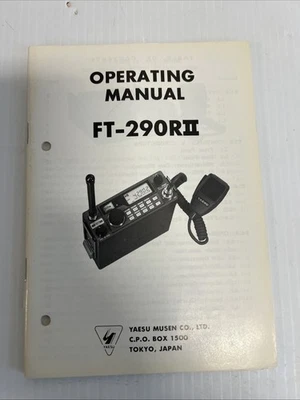 OPERATING
MANUAL
FT-290RII
YAESU MUSEN CO., LTD.
C.P.O. BOX 1500
TOKYO, JAPAN